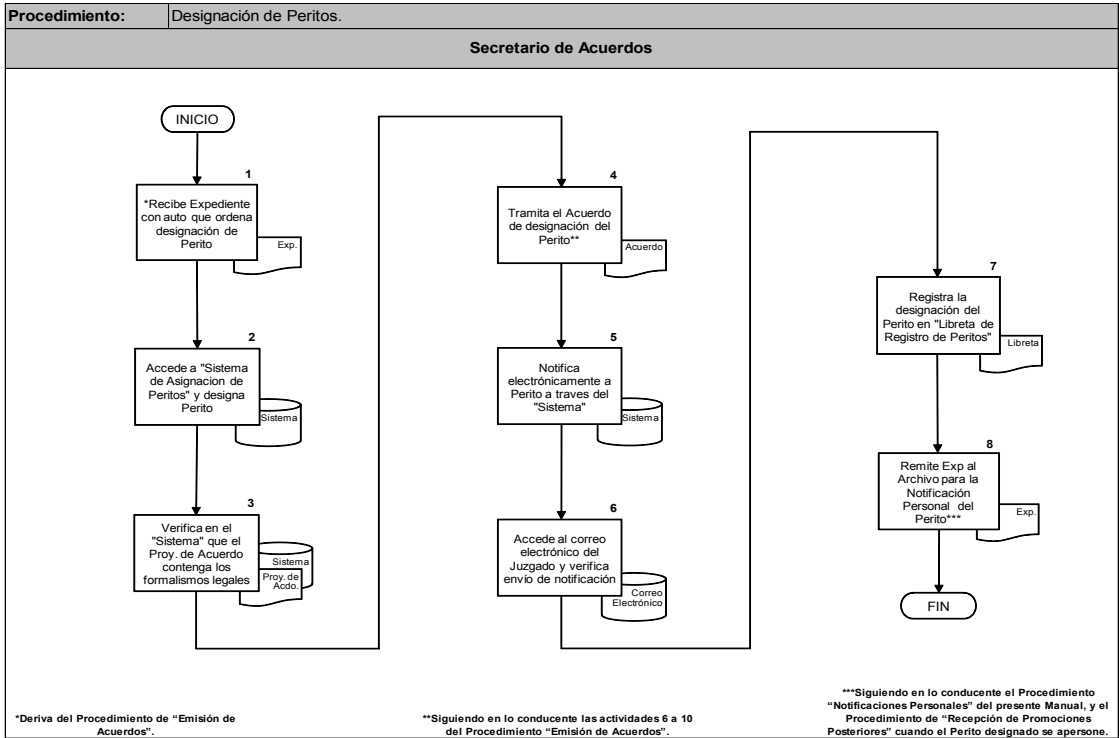 Procedimiento: Designación de Peritos.
Secretario de Acuerdos
INICIO
1
*Recibe Expediente
con auto que ordena
designación de
Perito
Exp.
2
Accede a "Sistema
de Asignacion de
Peritos" y designa
Perito
Sistema
3
Verifica en el
"Sistema" que el
Proy. de Acuerdo
contenga los
formalismos legales
Sistema
Proy. de
Acdo.
4
Tramita el Acuerdo
de designación del
Perito**
Acuerdo
5
Notifica
electrónicamente a
Perito a traves del
"Sistema"
Sistema
6
Accede al correo
electrónico del
Juzgado y verifica
envío de notificación
Correo
Electrónico
7
Registra la
designación del
Perito en "Libreta de
Registro de Peritos"
Libreta
8
Remite Exp al
Archivo para la
Notificación
Personal del
Perito***
Exp.
FIN
*Deriva del Procedimiento de “Emisión de
Acuerdos”.
**Siguiendo en lo conducente las actividades 6 a 10
del Procedimiento “Emisión de Acuerdos”.
***Siguiendo en lo conducente el Procedimiento
“Notificaciones Personales” del presente Manual, y el
Procedimiento de “Recepción de Promociones
Posteriores” cuando el Perito designado se apersone.